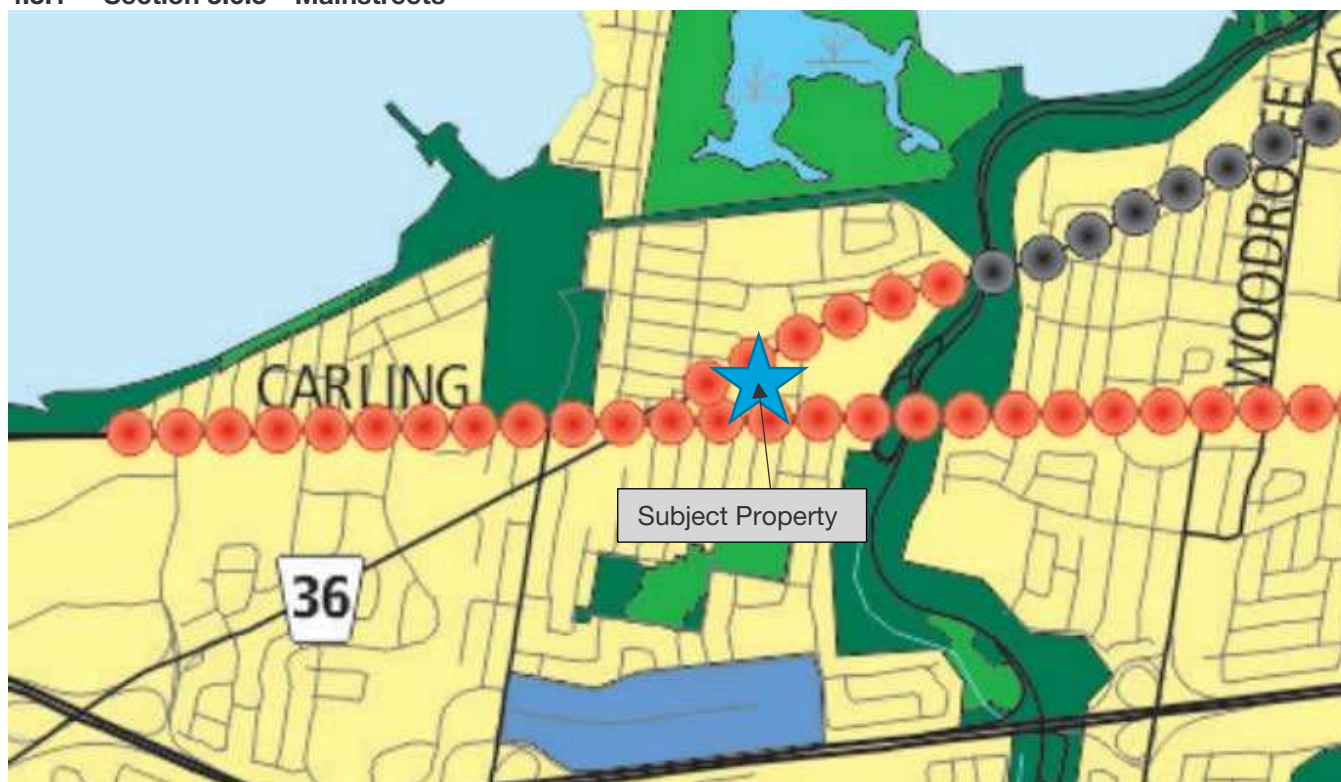 Section 3.6.3 – Mainstreets
WOODROFFE
CARLING
Subject Property
36